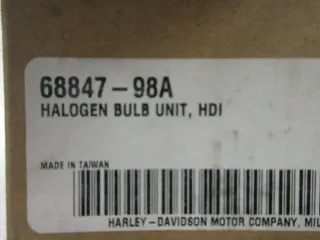 68847-98A
HALOGEN BULB UNIT, HDI
MADE IN TAIWAN
HARLEY-DAVIDSON MOTOR COMPANY, MIL